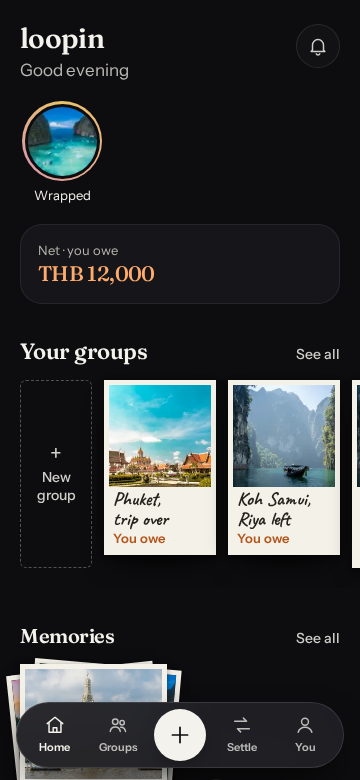 loopin
Good evening
Wrapped
Net · you owe
THB 12,000
Your groups
See all
+
New
group
Phuket,
trip over
You owe
Koh Samui,
Riya left
You owe
Memories
See all
Home
Groups
+
Settle
You